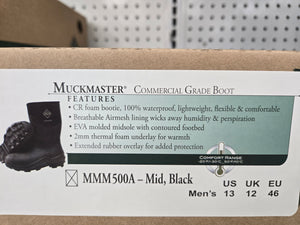 MUCKMASTER® COMMERCIAL GRADE BOOT
FEATURES
• CR foam bootie, 100% waterproof, lightweight, flexible & comfortable
• Breathable Airmesh lining wicks away humidity & perspiration
• EVA molded midsole with contoured footbed
• 2mm thermal foam underlay for warmth
• Extended rubber overlay for added protection
COMFORT RANGE
MMM500A – Mid, Black
US UK EU
Men's 13 12 46